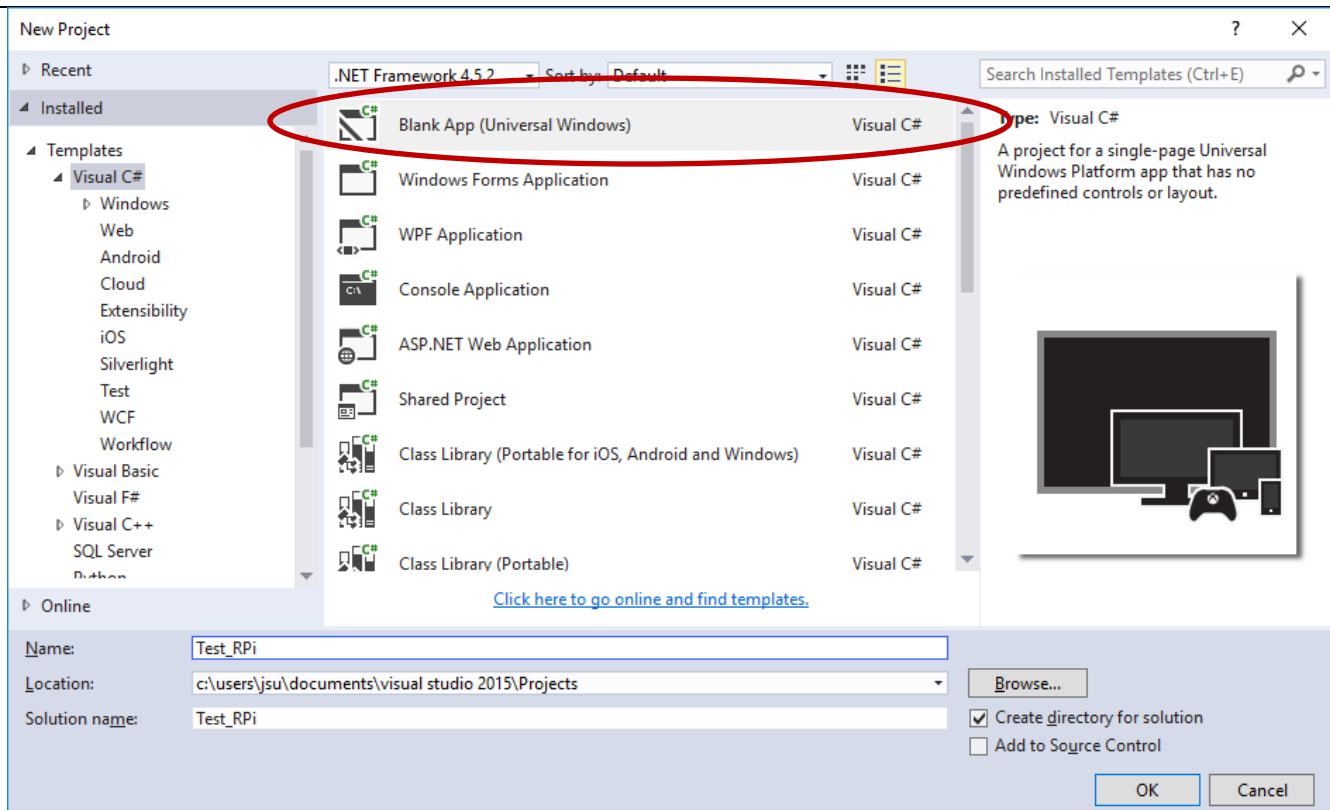 New Project
?
Recent
.NET Framework 4.5.2
Sort by: Default
Search Installed Templates (Ctrl+E)
Installed
Templates
Visual C#
Windows
Web
Android
Cloud
Extensibility
iOS
Silverlight
Test
WCF
Workflow
Visual Basic
Visual F#
Visual C++
SQL Server
Python
Online
Blank App (Universal Windows) Visual C#
Windows Forms Application Visual C#
WPF Application Visual C#
Console Application Visual C#
ASP.NET Web Application Visual C#
Shared Project Visual C#
Class Library (Portable for iOS, Android and Windows) Visual C#
Class Library Visual C#
Class Library (Portable) Visual C#
Click here to go online and find templates.
Type: Visual C#
A project for a single-page Universal
Windows Platform app that has no
predefined controls or layout.
Name: Test_RPi
Location: c:\users\jsu\documents\visual studio 2015\Projects
Browse...
Solution name: Test_RPi
Create directory for solution
Add to Source Control
OK
Cancel